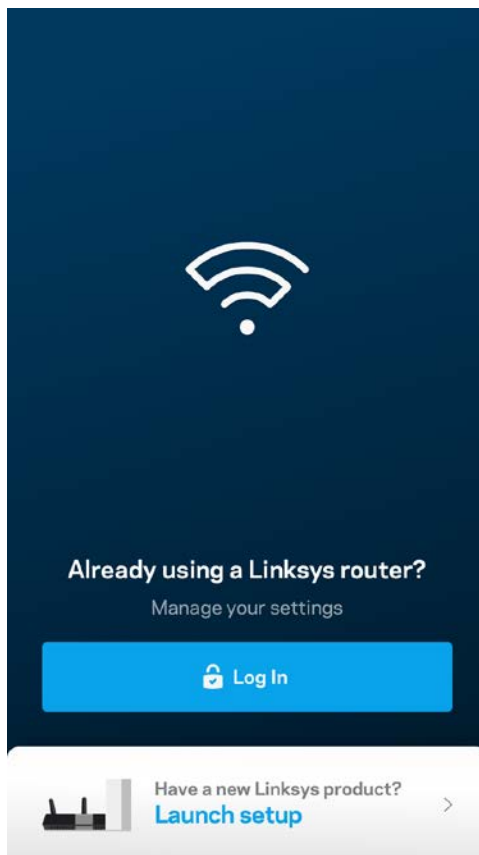 Already using a Linksys router?
Manage your settings
Log In
Have a new Linksys product?
Launch setup